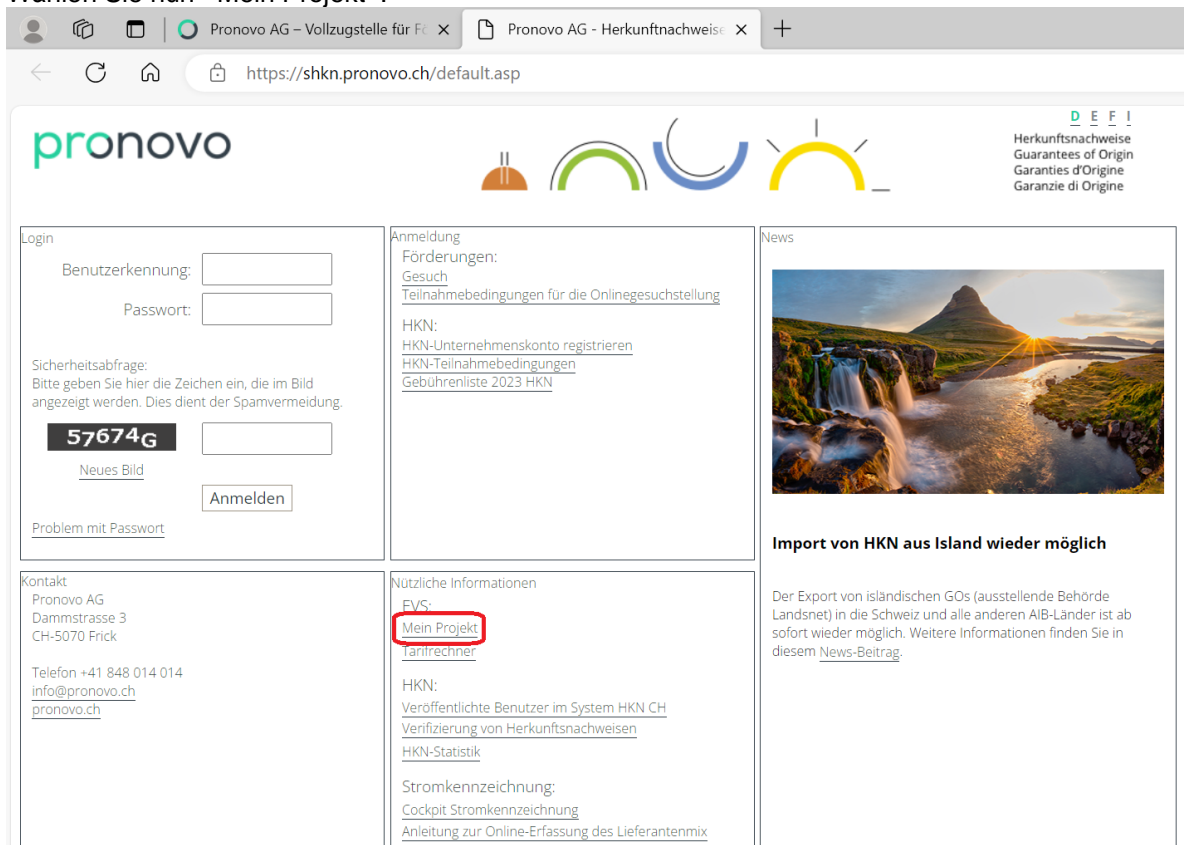 Wählen Sie nun "Mein Projekt".
Pronovo AG – Vollzugstelle für Fö
Pronovo AG - Herkunftnachweise
https://shkn.pronovo.ch/default.asp
pronovo
D E F I
Herkunftsnachweise
Guarantees of Origin
Garanties d'Origine
Garanzie di Origine
Login
Benutzerkennung:
Passwort:
Sicherheitsabfrage:
Bitte geben Sie hier die Zeichen ein, die im Bild
angezeigt werden. Dies dient der Spamvermeidung.
57674G
Neues Bild
Anmelden
Problem mit Passwort
Anmeldung
Förderungen:
Gesuch
Teilnahmebedingungen für die Onlinegesuchstellung
HKN:
HKN-Unternehmenskonto registrieren
HKN-Teilnahmebedingungen
Gebührenliste 2023 HKN
News
Import von HKN aus Island wieder möglich
Der Export von isländischen GOs (ausstellende Behörde
Landsnet) in die Schweiz und alle anderen AIB-Länder ist ab
sofort wieder möglich. Weitere Informationen finden Sie in
diesem News-Beitrag.
Kontakt
Pronovo AG
Dammstrasse 3
CH-5070 Frick
Telefon +41 848 014 014
info@pronovo.ch
pronovo.ch
Nützliche Informationen
EVS:
Mein Projekt
Tarifrechner
HKN:
Veröffentlichte Benutzer im System HKN CH
Verifizierung von Herkunftsnachweisen
HKN-Statistik
Stromkennzeichnung:
Cockpit Stromkennzeichnung
Anleitung zur Online-Erfassung des Lieferantenmix